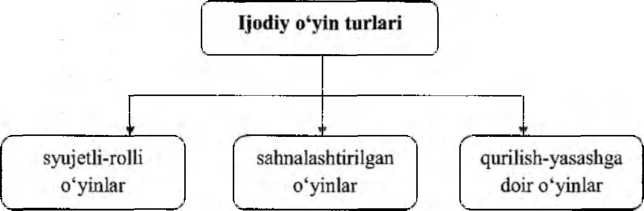 Ijodiy o‘yin turlari
syujetli-rolli
o‘yinlar
sahnalashtirilgan
o‘yinlar
qurilish-yasashga
doir o‘yinlar